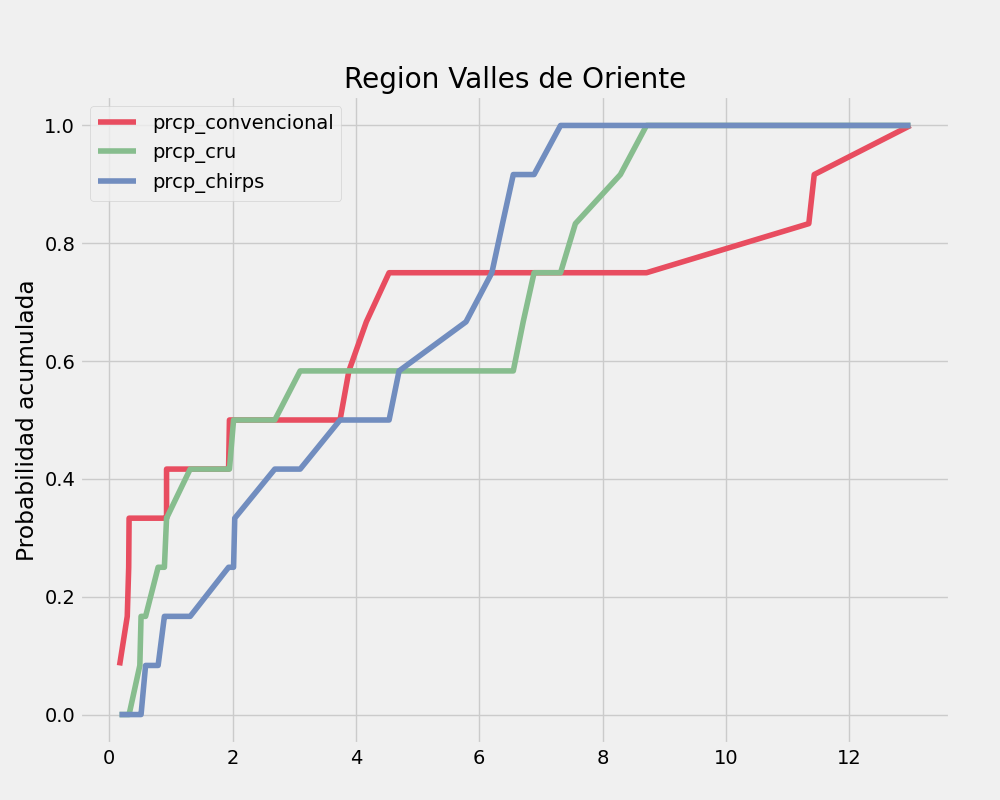 Region Valles de Oriente
prcp_convencional
prcp_cru
prcp_chirps
Probabilidad acumulada
1.0
0.8
0.6
0.4
0.2
0.0
0 2 4 6 8 10 12